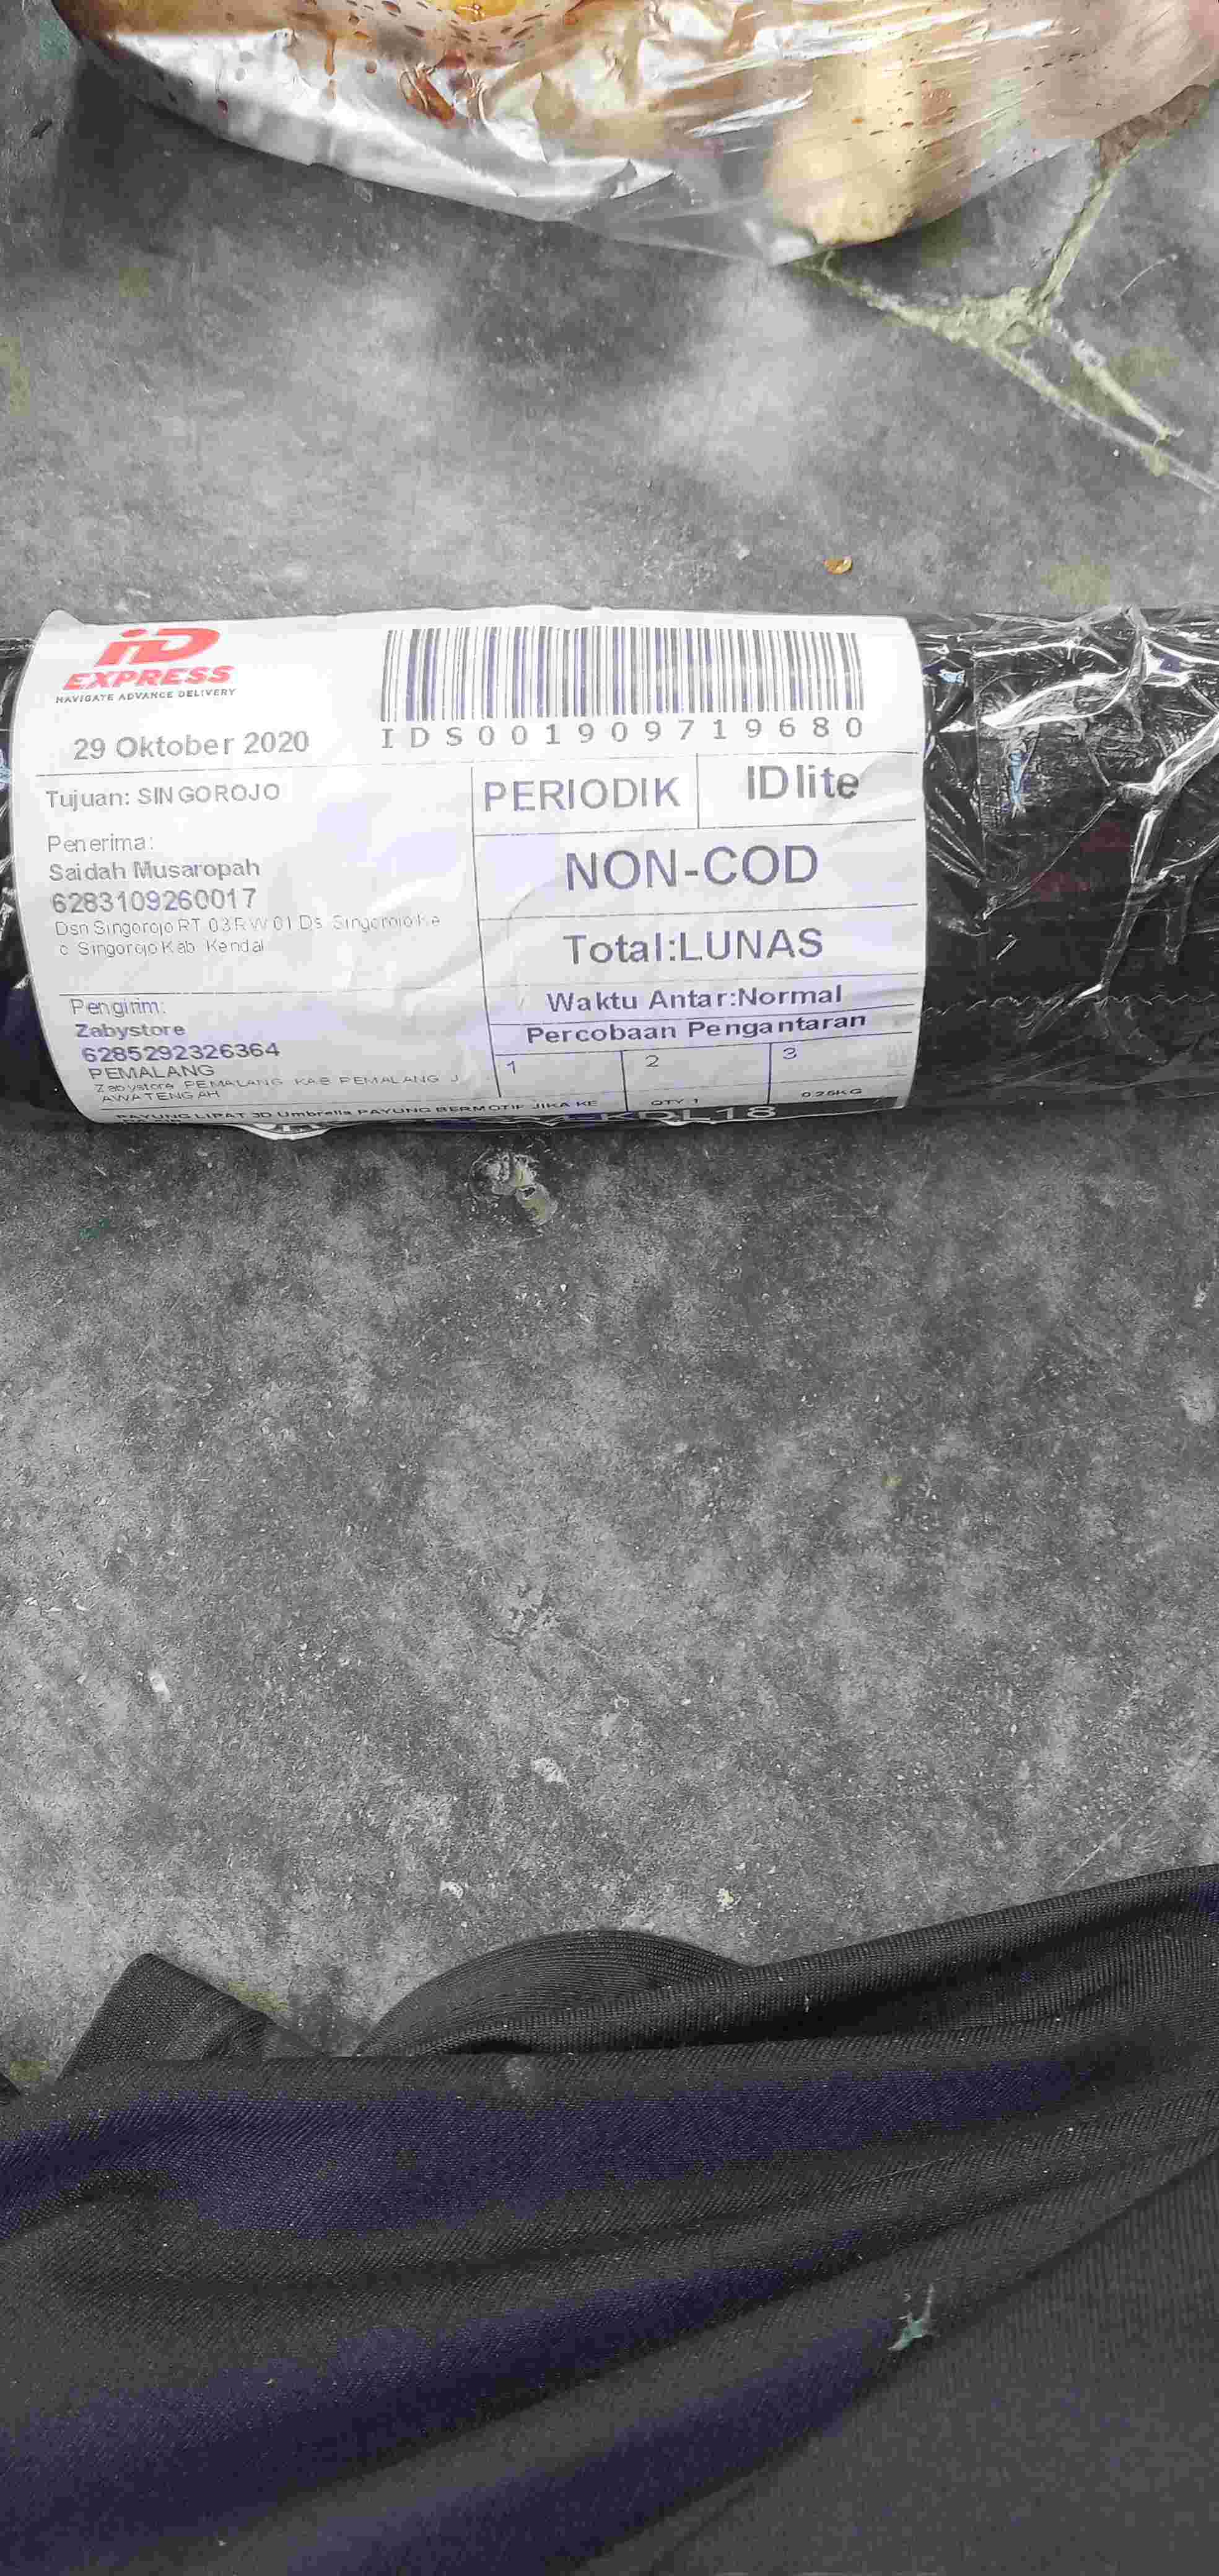 iD
EXPRESS
NAVIGATE ADVANCE DELIVERY
IDS001909719680
29 Oktober 2020
Tujuan: SINGOROJO
PERIODIK
IDlite
Penerima:
Saidah Musaropah
6283109260017
Dsn Singorojo RT 03 RW 01 Ds. Singorojo Ke
c Singorojo Kab Kendal
NON-COD
Total:LUNAS
Waktu Antar:Normal
Percobaan Pengantaran
1 2 3
Pengirim:
Zabystore
6285292326364
PEMALANG
Zabystore PEMALANG KAB PEMALANG J
AWA TENGAH
QTY 1
0.25KG
PAYUNG LIPAT 3D Umbrella PAYUNG BERMOTIF JIKA KE
KDL18